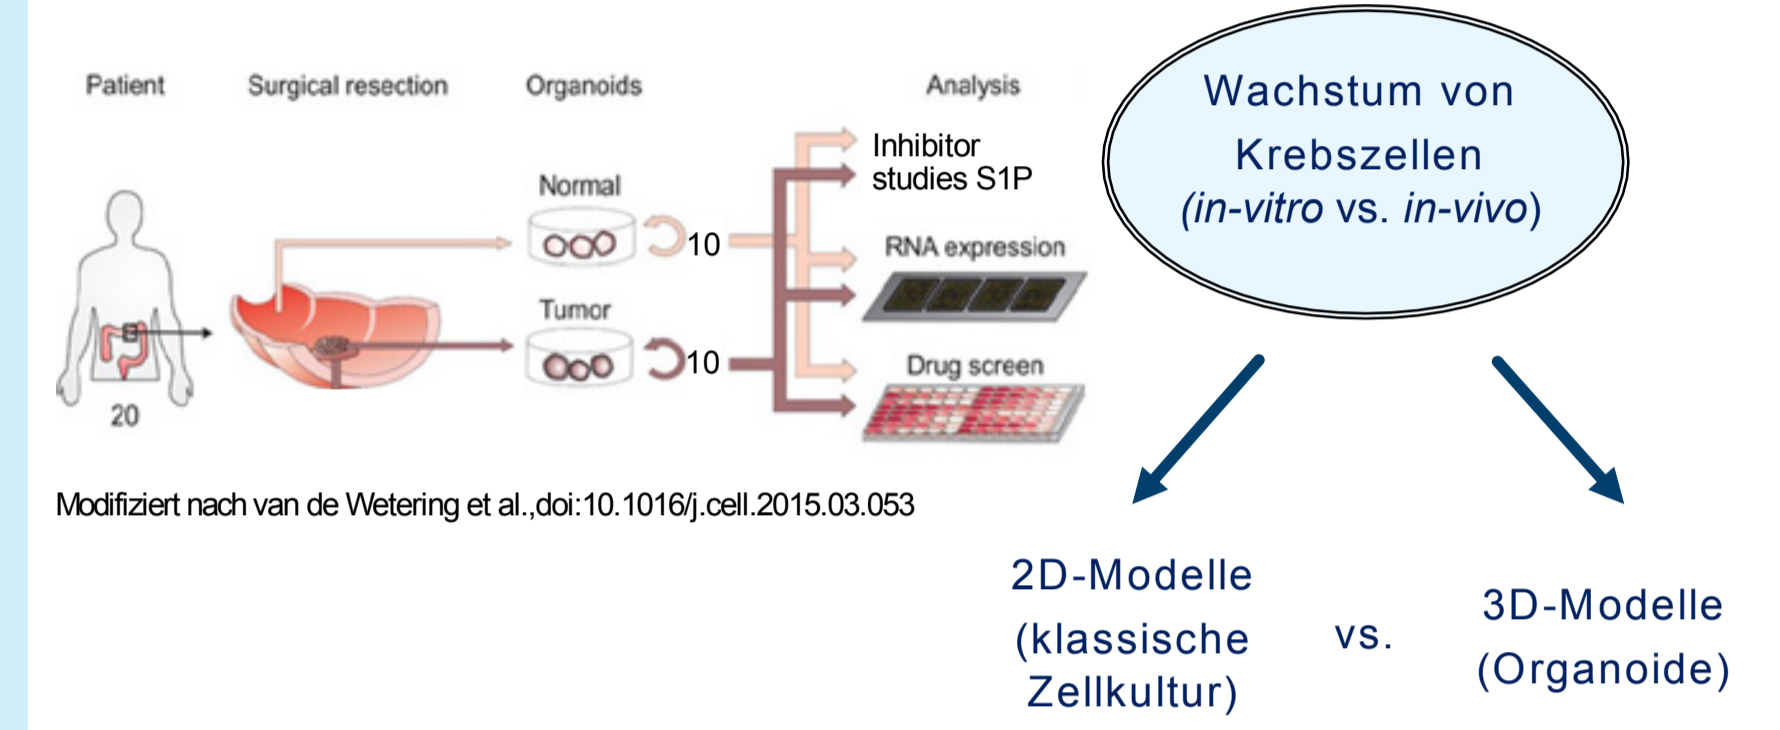 Patient
Surgical resection
Organoids
Analysis
Normal
10
Tumor
10
20
Inhibitor
studies S1P
RNA expression
Drug screen
Modifiziert nach van de Wetering et al.,doi:10.1016/j.cell.2015.03.053
Wachstum von
Krebszellen
(in-vitro vs. in-vivo)
2D-Modelle
(klassische
Zellkultur)
vs.
3D-Modelle
(Organoide)